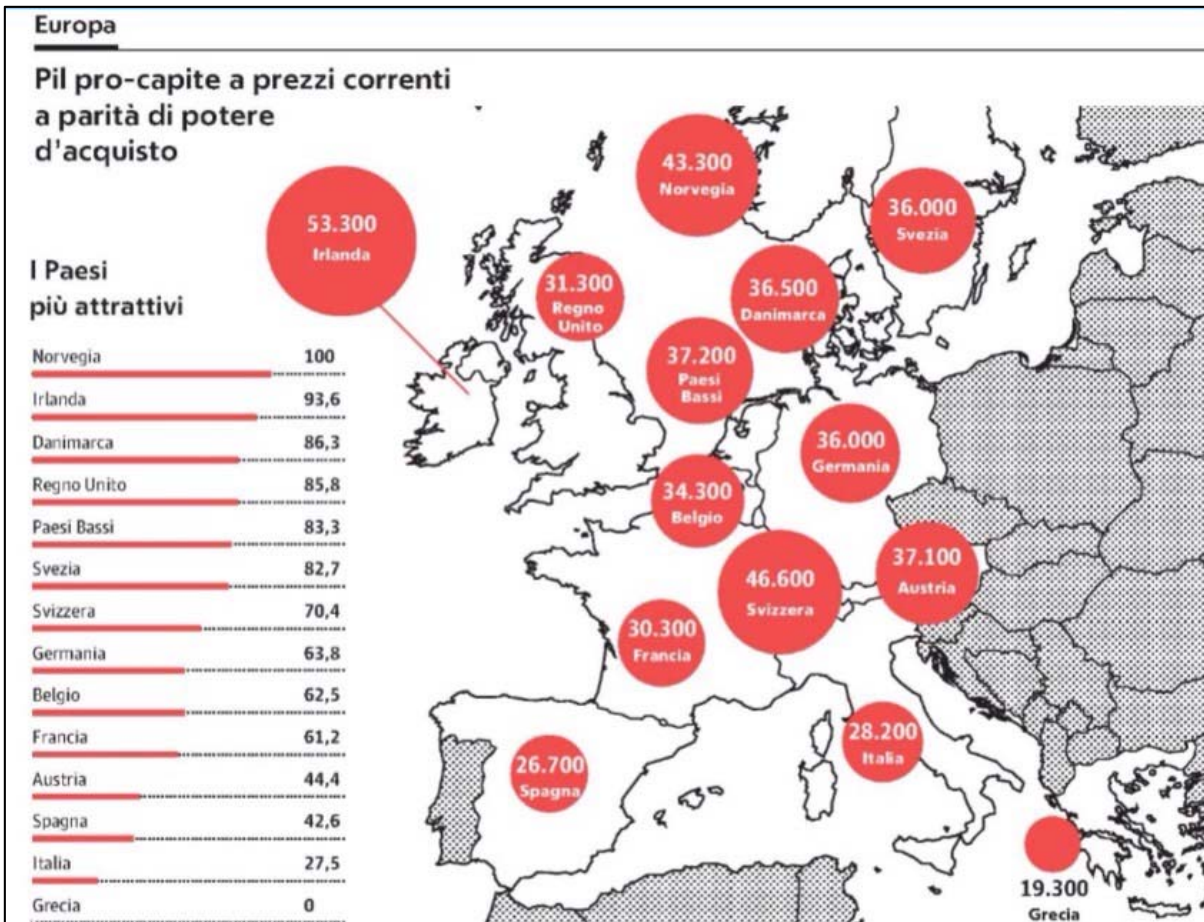 Europa
Pil pro-capite a prezzi correnti
a parità di potere
d'acquisto
I Paesi
più attrattivi
Norvegia 100
Irlanda 93,6
Danimarca 86,3
Regno Unito 85,8
Paesi Bassi 83,3
Svezia 82,7
Svizzera 70,4
Germania 63,8
Belgio 62,5
Francia 61,2
Austria 44,4
Spagna 42,6
Italia 27,5
Grecia 0
53.300
Irlanda
43.300
Norvegia
36.000
Svezia
31.300
Regno
Unito
36.500
Danimarca
37.200
Paesi
Bassi
36.000
Germania
34.300
Belgio
46.600
Svizzera
37.100
Austria
30.300
Francia
26.700
Spagna
28.200
Italia
19.300
Grecia